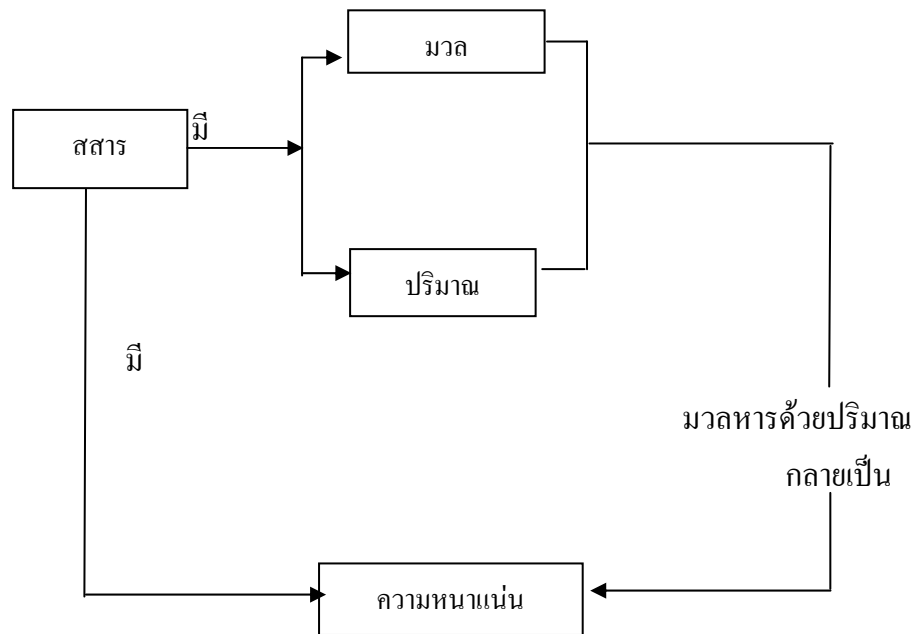 มวล
สสาร
มี
ปริมาณ
มี
มวลหารด้วยปริมาณ
กลายเป็น
ความหนาแน่น